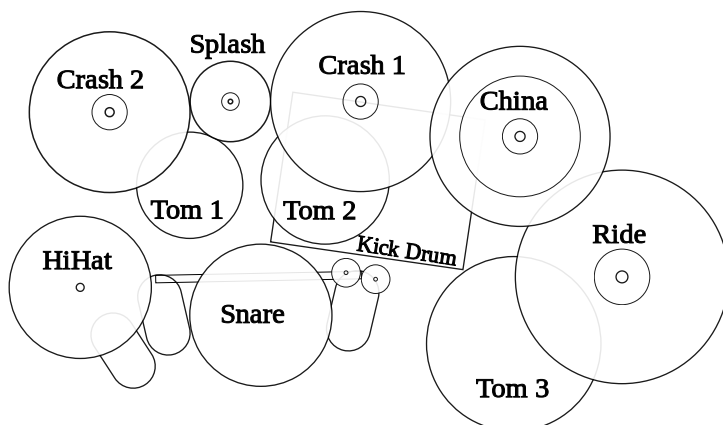 Splash
Crash 1
Crash 2
China
Tom 1
Tom 2
Ride
Kick Drum
HiHat
Snare
Tom 3